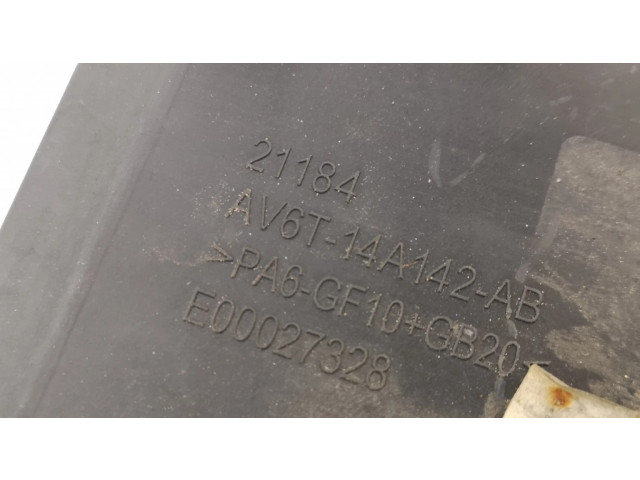 21184
AV6T-14A142-AB
>PA6-GF10+GB20<
E00027328